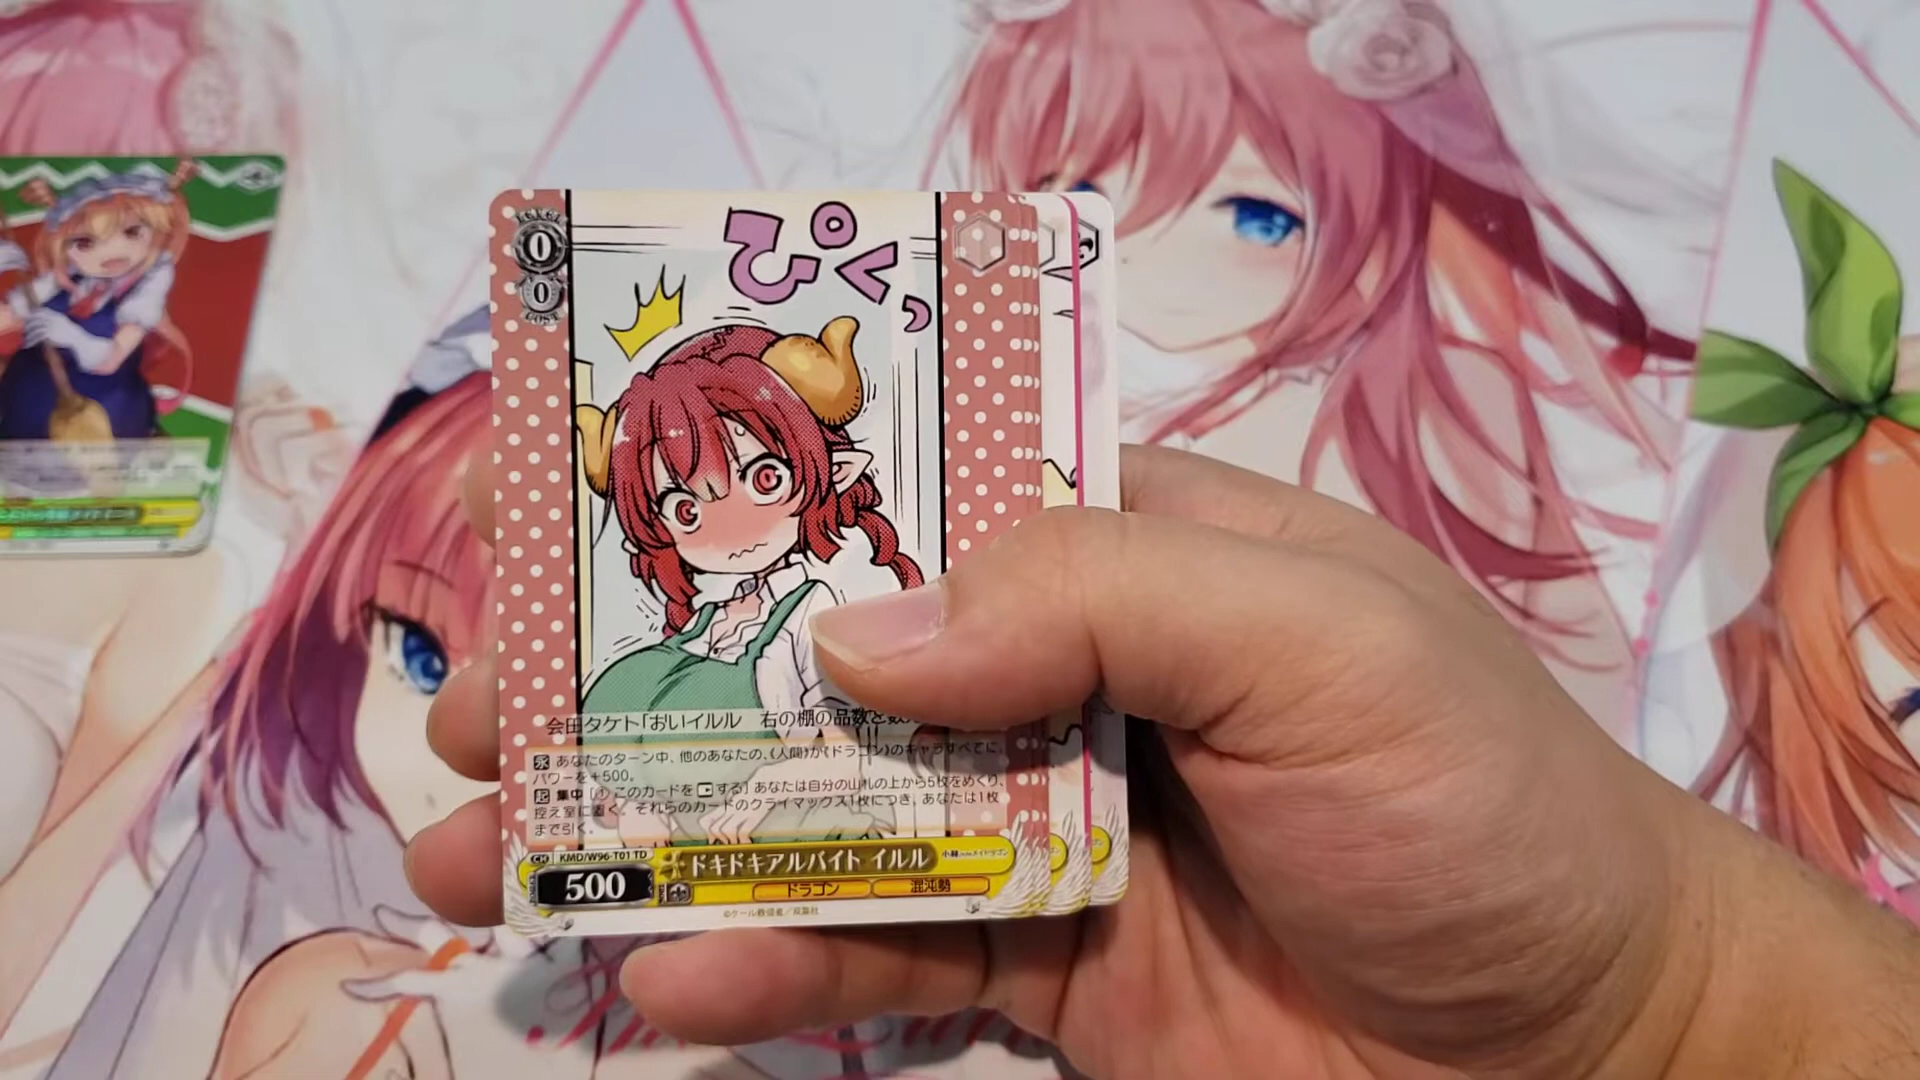 LEVEL
0
0
COST
ぴくっ
会田タケト「おいイルル　右の棚の品数を数え
永 あなたのターン中、他のあなたの、《人間》か《ドラゴン》のキャラすべてに、
パワーを＋500。
起 集中［① このカードをする］あなたは自分の山札の上から5枚をめくり、
控え室に置く。それらのカードのクライマックス1枚につき、あなたは1枚
まで引く。
CH KMD/W96-T01 TD
ドキドキアルバイト イルル
小林さんちのメイドラゴン
500
ドラゴン
混沌勢
©クール教信者／双葉社